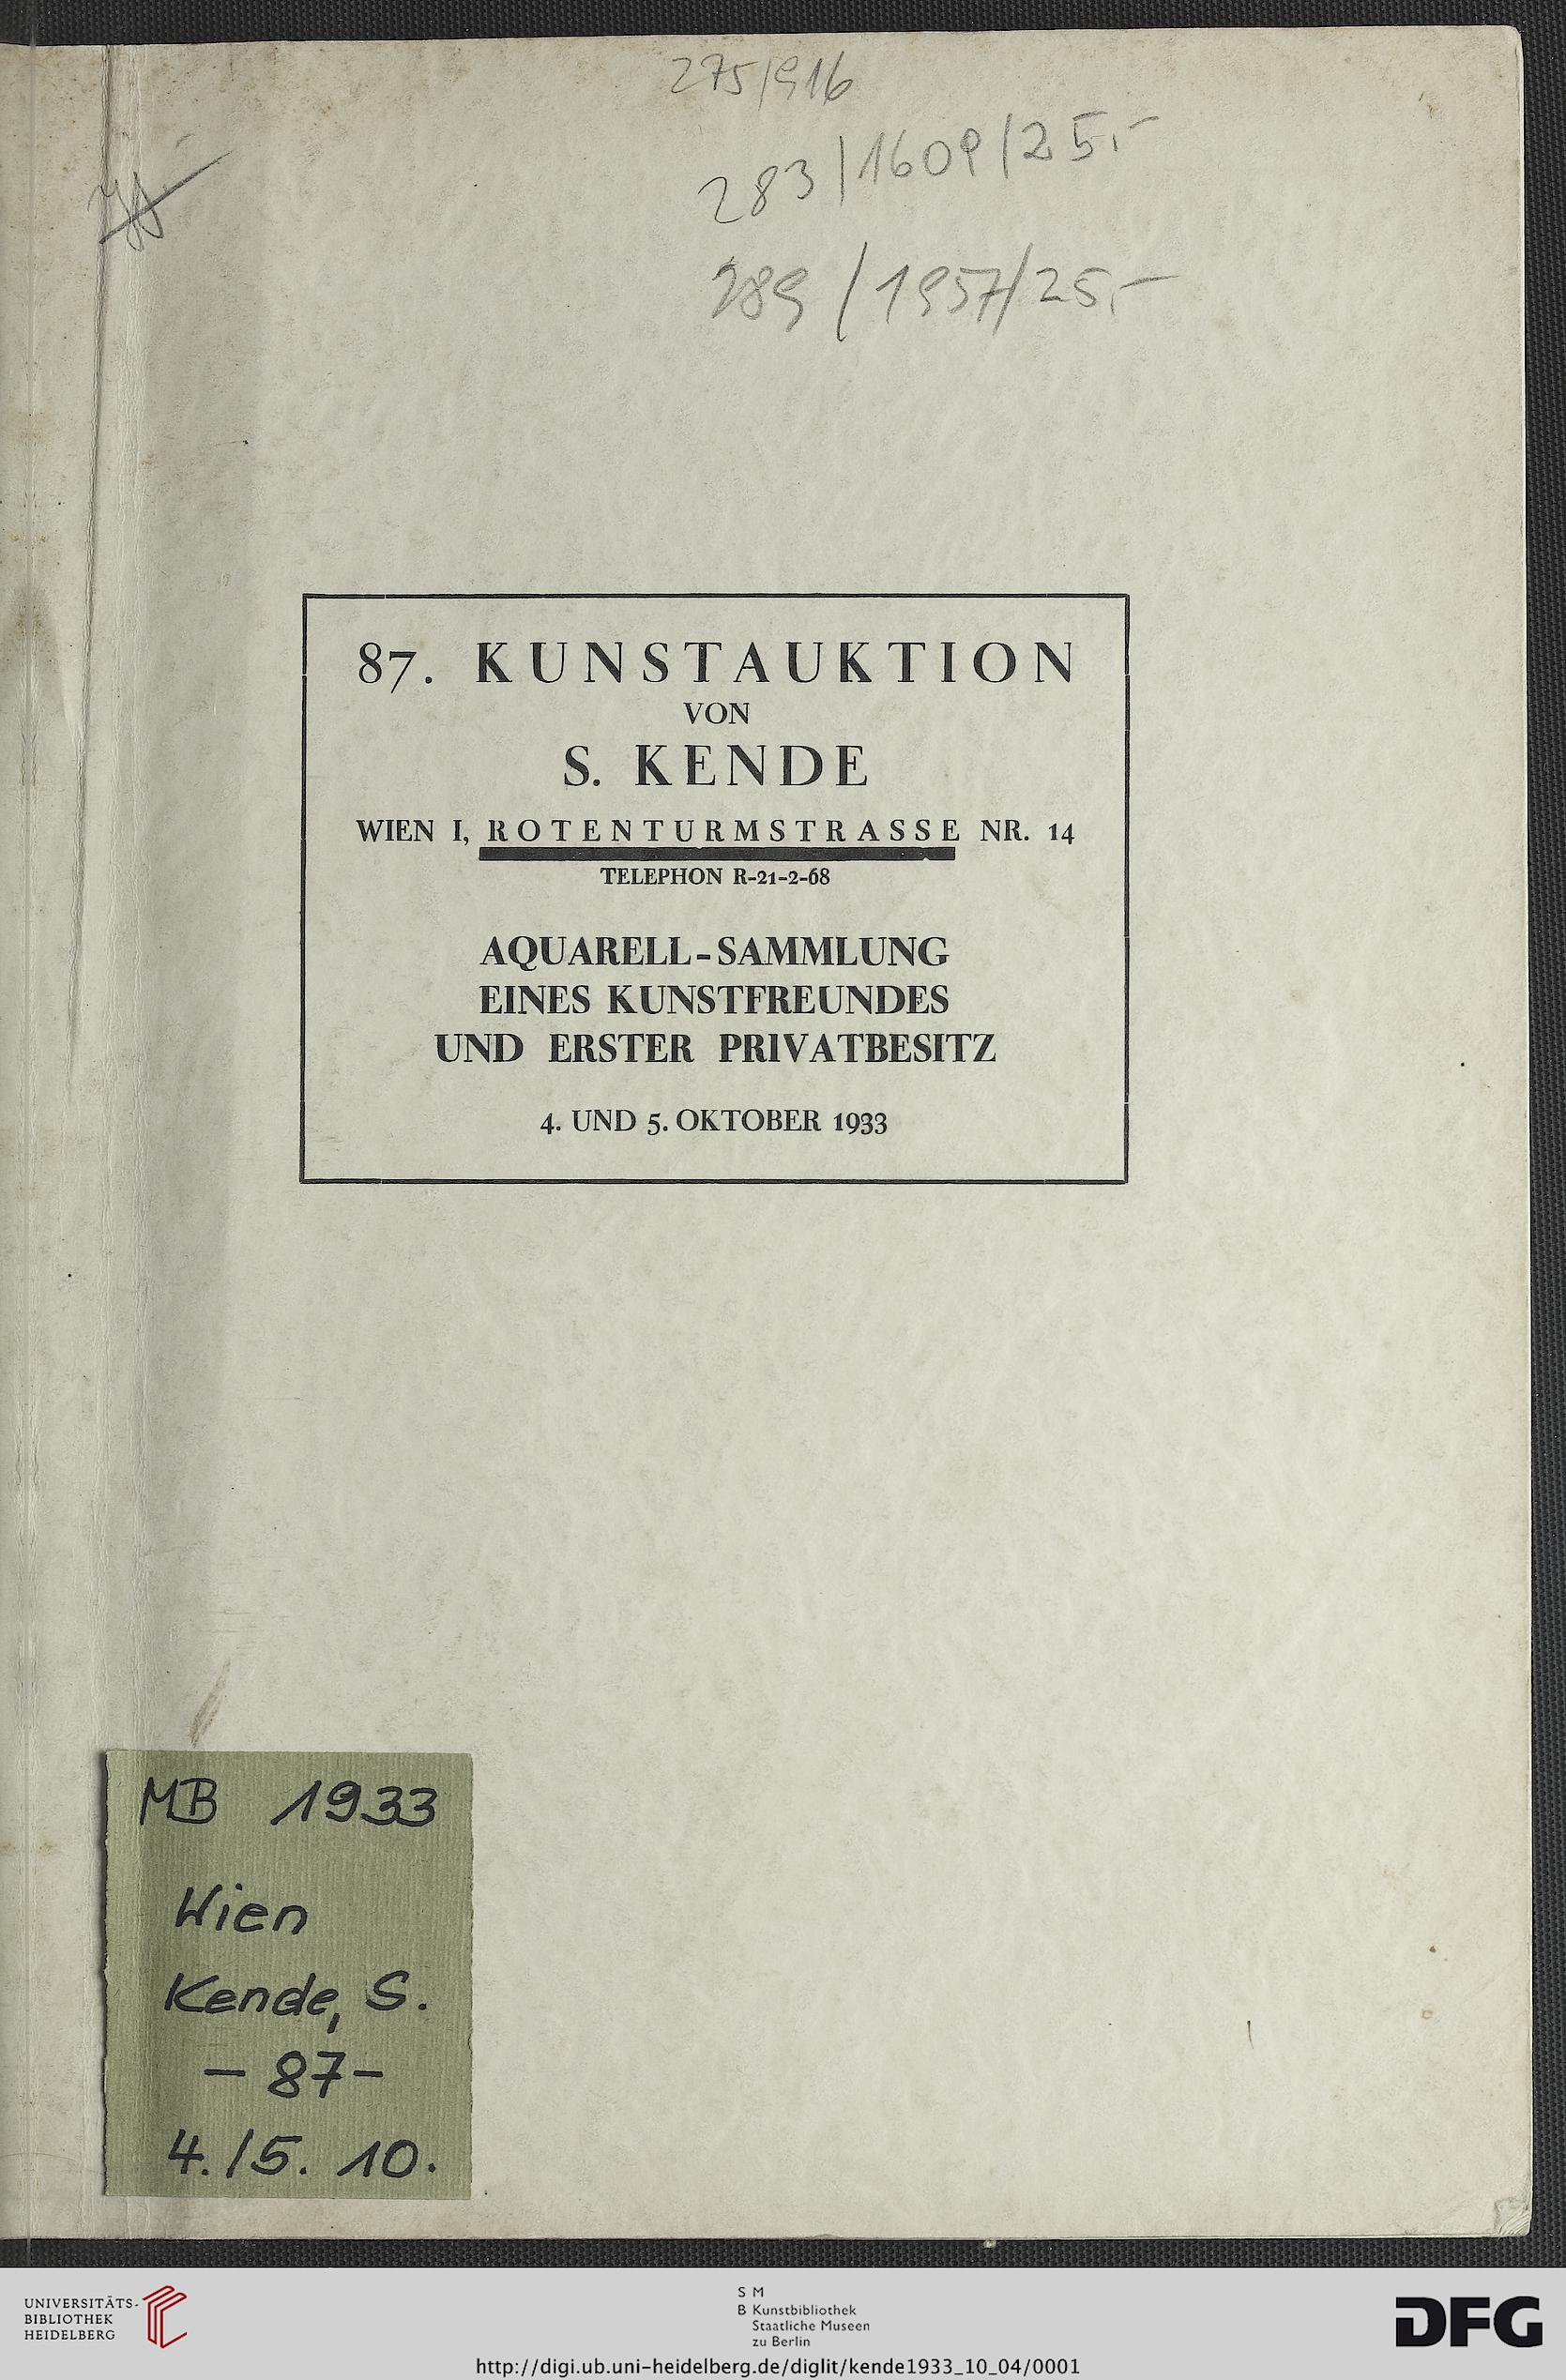 275/916
283/1609/25,-
289/1957/25,-
87. KUNSTAUKTION
VON
S. KENDE
WIEN I, ROTENTURMSTRASSE NR. 14
TELEPHON R-21-2-68
AQUARELL-SAMMLUNG
EINES KUNSTFREUNDES
UND ERSTER PRIVATBESITZ
4. UND 5. OKTOBER 1933
MB 1933
Wien
Kende, S.
- 87-
4./5. 10.
UNIVERSITÄTS-
BIBLIOTHEK
HEIDELBERG
S M
B Kunstbibliothek
Staatliche Museen
zu Berlin
DFG
http://digi.ub.uni-heidelberg.de/diglit/kende1933_10_04/0001